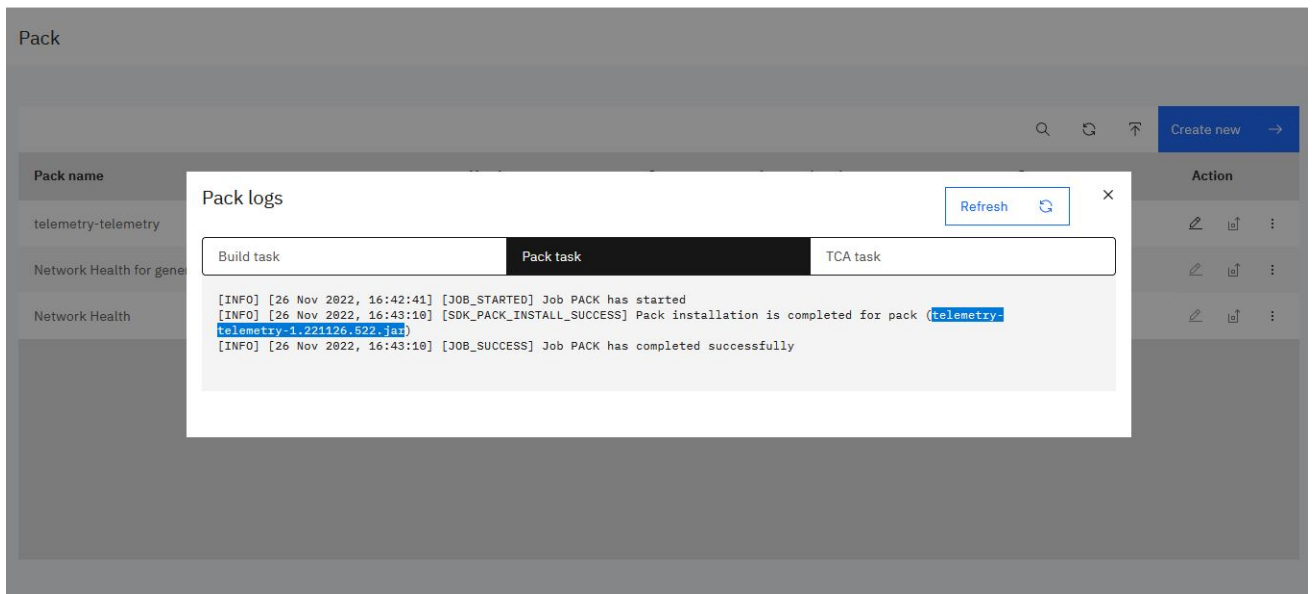 Pack
Create new
Pack name
Action
Pack logs
Refresh
telemetry-telemetry
Build task
Pack task
TCA task
Network Health for gene
[INFO] [26 Nov 2022, 16:42:41] [JOB_STARTED] Job PACK has started
[INFO] [26 Nov 2022, 16:43:10] [SDK_PACK_INSTALL_SUCCESS] Pack installation is completed for pack (telemetry-
telemetry-1.221126.522.jar)
[INFO] [26 Nov 2022, 16:43:10] [JOB_SUCCESS] Job PACK has completed successfully
Network Health